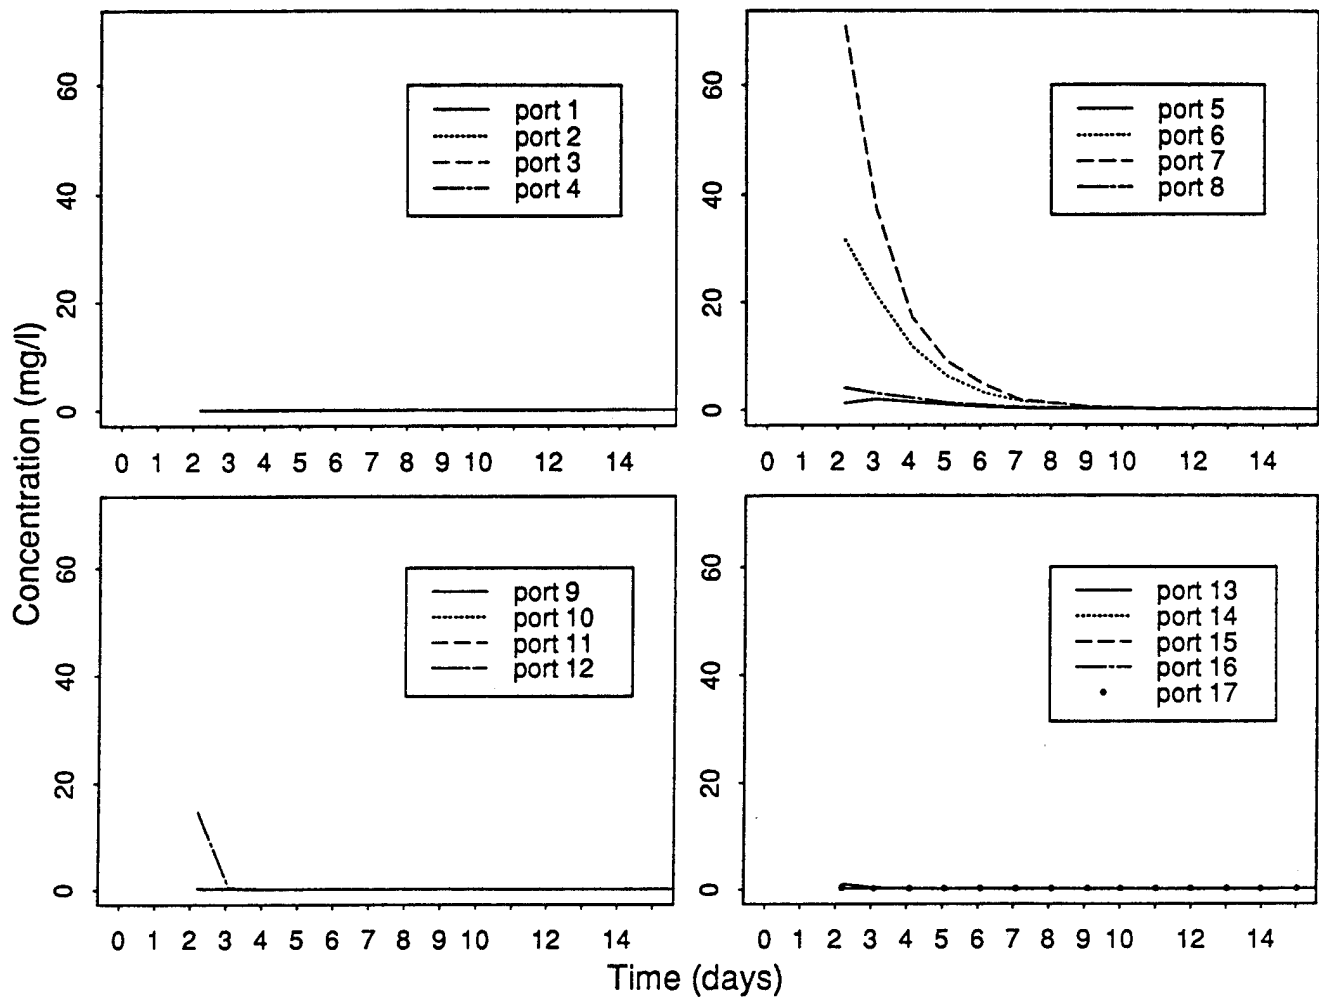 Concentration (mg/l)
60
40
20
0
port 1
port 2
port 3
port 4
0 1 2 3 4 5 6 7 8 9 10 12 14
60
40
20
0
port 5
port 6
port 7
port 8
0 1 2 3 4 5 6 7 8 9 10 12 14
60
40
20
0
port 9
port 10
port 11
port 12
0 1 2 3 4 5 6 7 8 9 10 12 14
60
40
20
0
port 13
port 14
port 15
port 16
port 17
0 1 2 3 4 5 6 7 8 9 10 12 14
Time (days)